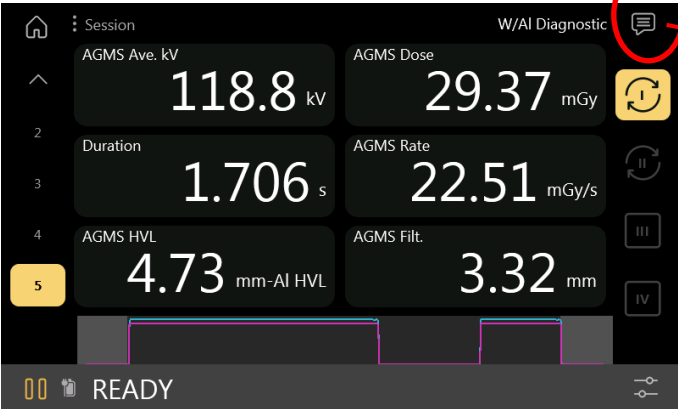 Session
W/Al Diagnostic
AGMS Ave. kV
118.8 kV
AGMS Dose
29.37 mGy
I
2
Duration
1.706 s
AGMS Rate
22.51 mGy/s
II
3
4
AGMS HVL
4.73 mm-Al HVL
AGMS Filt.
3.32 mm
III
5
IV
READY